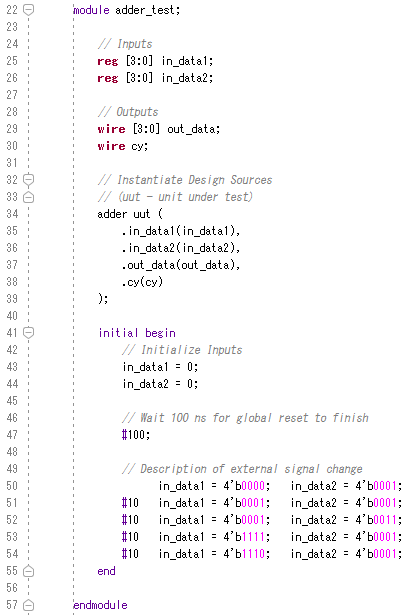 22 module adder_test;
23
24 // Inputs
25 reg [3:0] in_data1;
26 reg [3:0] in_data2;
27
28 // Outputs
29 wire [3:0] out_data;
30 wire cy;
31
32 // Instantiate Design Sources
33 // (uut - unit under test)
34 adder uut (
35 .in_data1(in_data1),
36 .in_data2(in_data2),
37 .out_data(out_data),
38 .cy(cy)
39 );
40
41 initial begin
42 // Initialize Inputs
43 in_data1 = 0;
44 in_data2 = 0;
45
46 // Wait 100 ns for global reset to finish
47 #100;
48
49 // Description of external signal change
50 in_data1 = 4'b0000; in_data2 = 4'b0001;
51 #10 in_data1 = 4'b0001; in_data2 = 4'b0001;
52 #10 in_data1 = 4'b0001; in_data2 = 4'b0011;
53 #10 in_data1 = 4'b1111; in_data2 = 4'b0001;
54 #10 in_data1 = 4'b1110; in_data2 = 4'b0001;
55 end
56
57 endmodule